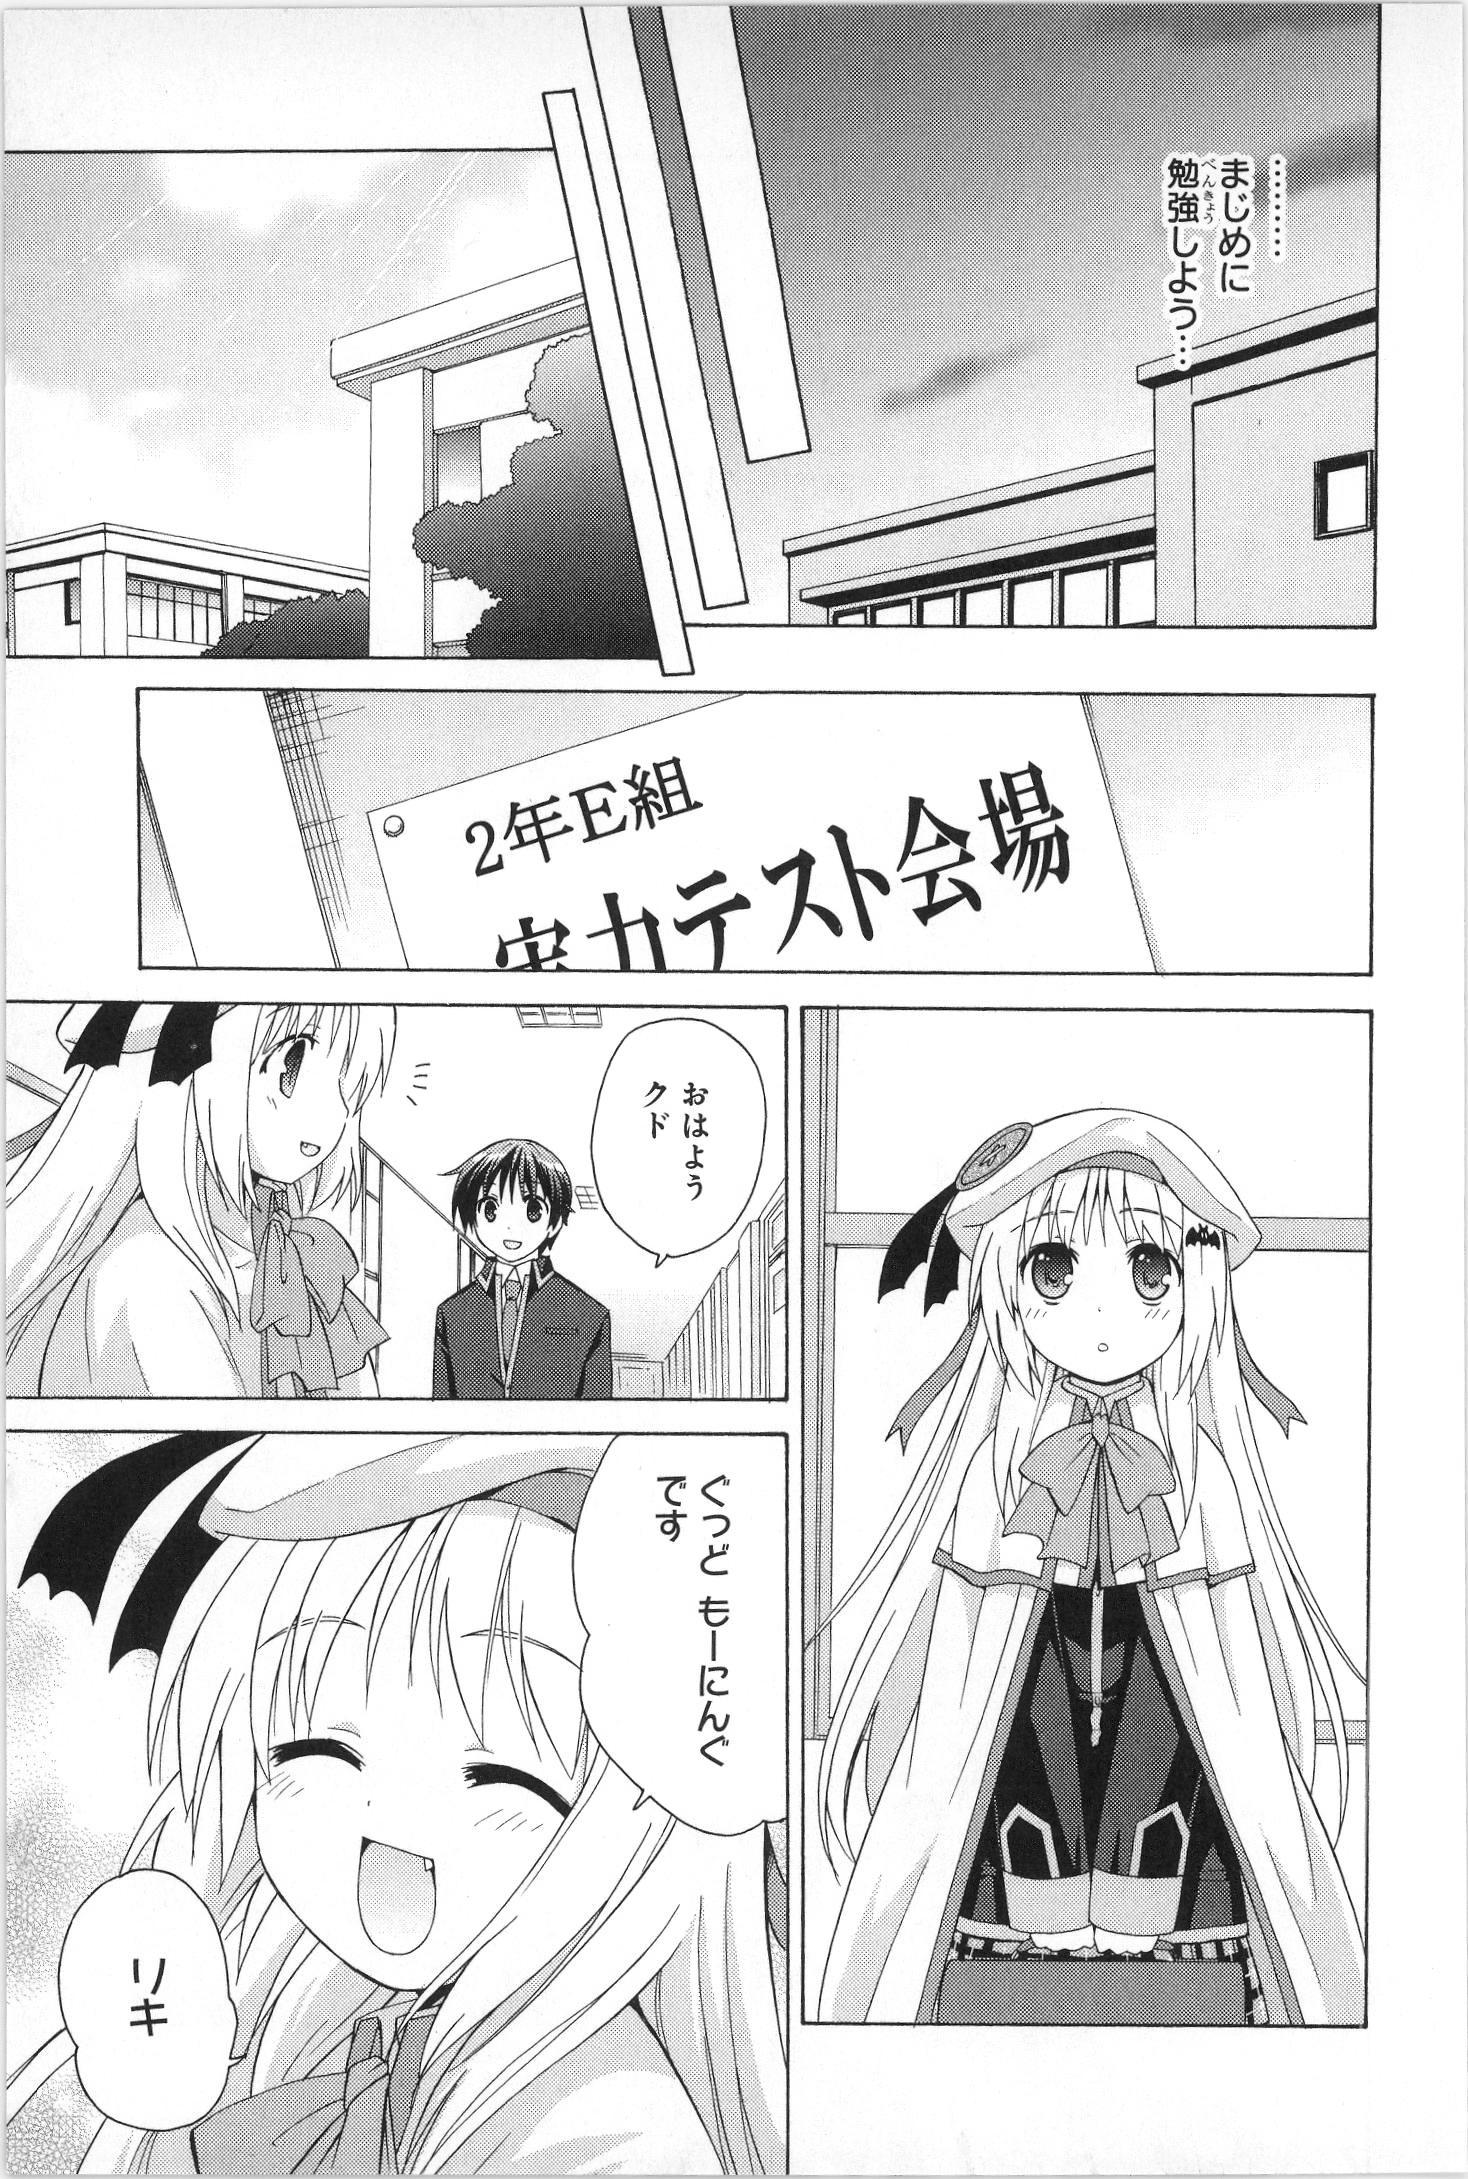 ………
まじめに
勉強しよう…
2年E組
実力テスト会場
おはよう
クド
ぐっど もーにんぐ
です
リキ